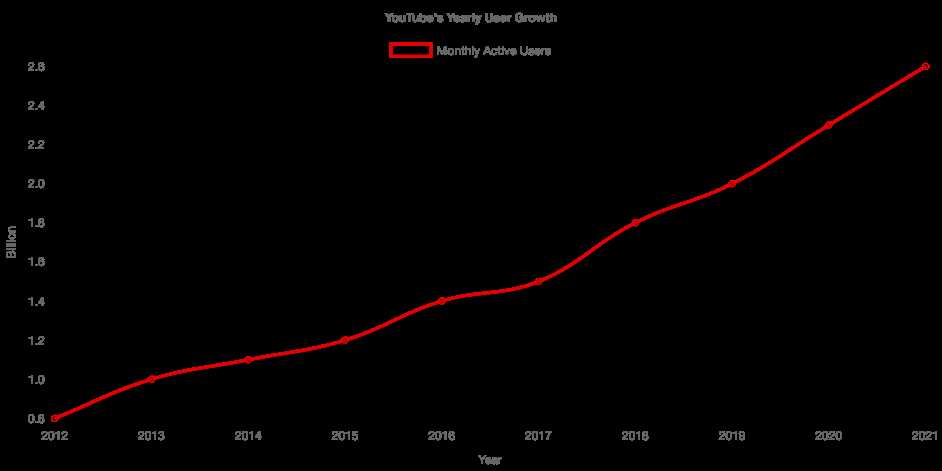 YouTube's Yearly User Growth
Monthly Active Users
2.6
2.4
2.2
2.0
1.8
1.6
1.4
1.2
1.0
0.8
Billion
2012 2013 2014 2015 2016 2017 2018 2019 2020 2021
Year